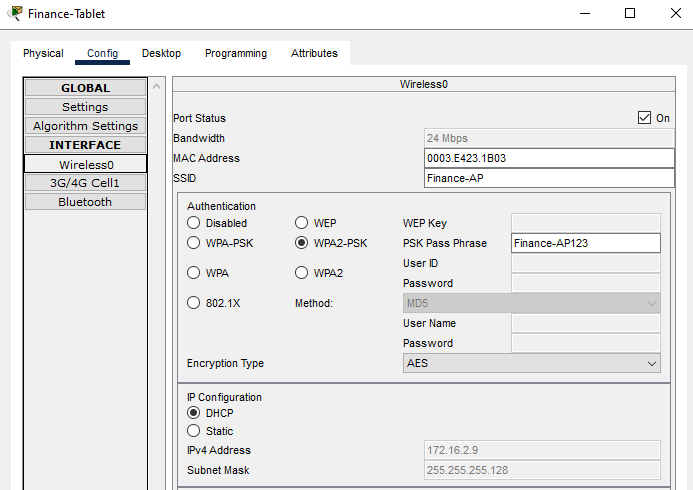 Finance-Tablet
Physical Config Desktop Programming Attributes
GLOBAL
Settings
Algorithm Settings
INTERFACE
Wireless0
3G/4G Cell1
Bluetooth
Wireless0
Port Status On
Bandwidth 24 Mbps
MAC Address 0003.E423.1B03
SSID Finance-AP
Authentication
Disabled WEP WEP Key
WPA-PSK WPA2-PSK PSK Pass Phrase Finance-AP123
User ID
WPA WPA2
Password
802.1X Method: MD5
User Name
Password
Encryption Type AES
IP Configuration
DHCP
Static
IPv4 Address 172.16.2.9
Subnet Mask 255.255.255.128